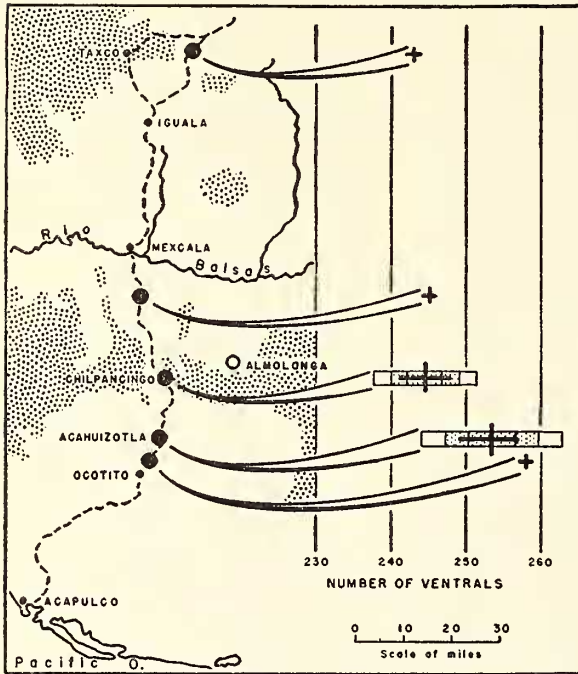 TAXCO
IGUALA
Río
MEXCALA
Balsas
ALMOLONGA
CHILPANCINGO
ACAHUIZOTLA
OCOTITO
230 240 250 260
NUMBER OF VENTRALS
ACAPULCO
0 10 20 30
Scale of miles
Pacific O.